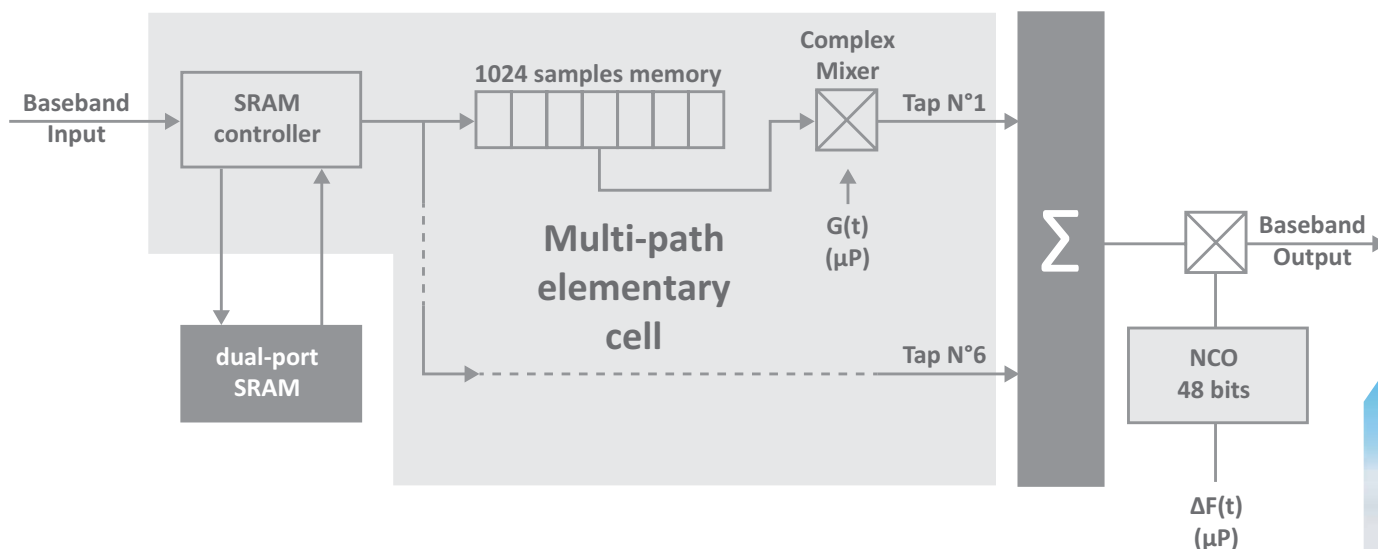 Baseband
Input
SRAM
controller
dual-port
SRAM
1024 samples memory
Complex
Mixer
Tap N°1
G(t)
(μP)
Multi-path
elementary
cell
Tap N°6
Σ
Baseband
Output
NCO
48 bits
ΔF(t)
(μP)